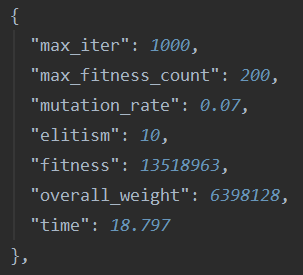 {
"max_iter": 1000,
"max_fitness_count": 200,
"mutation_rate": 0.07,
"elitism": 10,
"fitness": 13518963,
"overall_weight": 6398128,
"time": 18.797
},